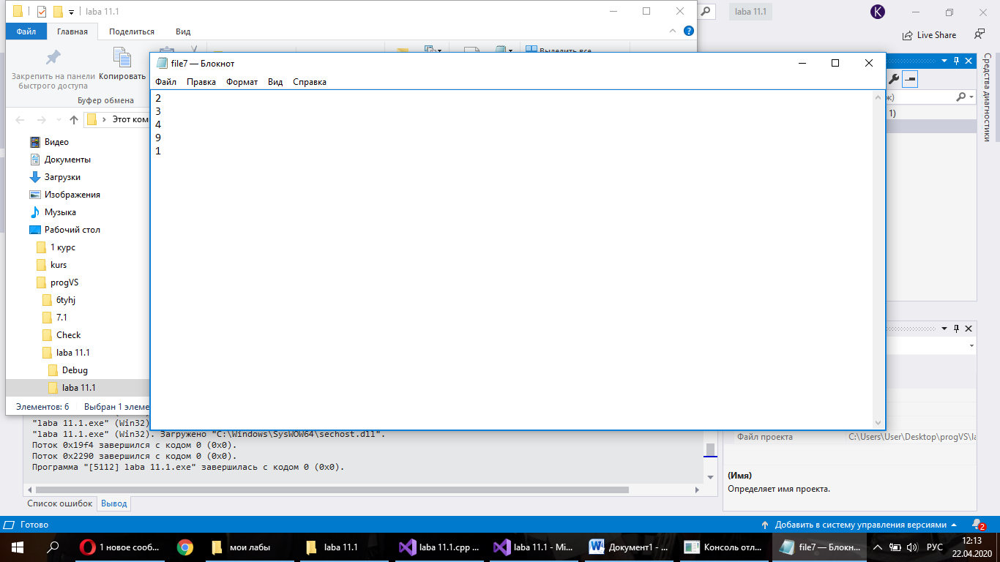 laba 11.1
laba 11.1
K
Файл Главная Поделиться Вид
Live Share
Выделить все
Закрепить на панели быстрого доступа
Копировать
Буфер обмена
Этот ком
file7 — Блокнот
Файл Правка Формат Вид Справка
2
3
4
9
1
Видео
Документы
Загрузки
Изображения
Музыка
Рабочий стол
1 курс
kurs
progVS
6tyhj
7.1
Check
laba 11.1
Debug
laba 11.1
Элементов: 6 Выбран 1 элеме
Средства диагностики
ж)
1)
"laba 11.1.exe" (Win32)
"laba 11.1.exe" (Win32). Загружено "C:\Windows\SysWOW64\sechost.dll".
Поток 0x19f4 завершился с кодом 0 (0x0).
Поток 0x2290 завершился с кодом 0 (0x0).
Программа "[5112] laba 11.1.exe" завершилась с кодом 0 (0x0).
Список ошибок Вывод
Файл проекта C:\Users\User\Desktop\progVS\la
(Имя)
Определяет имя проекта.
Готово
Добавить в систему управления версиями
2
1 новое сооб...
мои лабы
laba 11.1
laba 11.1.cpp ...
laba 11.1 - Mi...
Документ1 - ...
Консоль отл...
file7 — Блокн...
РУС
12:13
22.04.2020